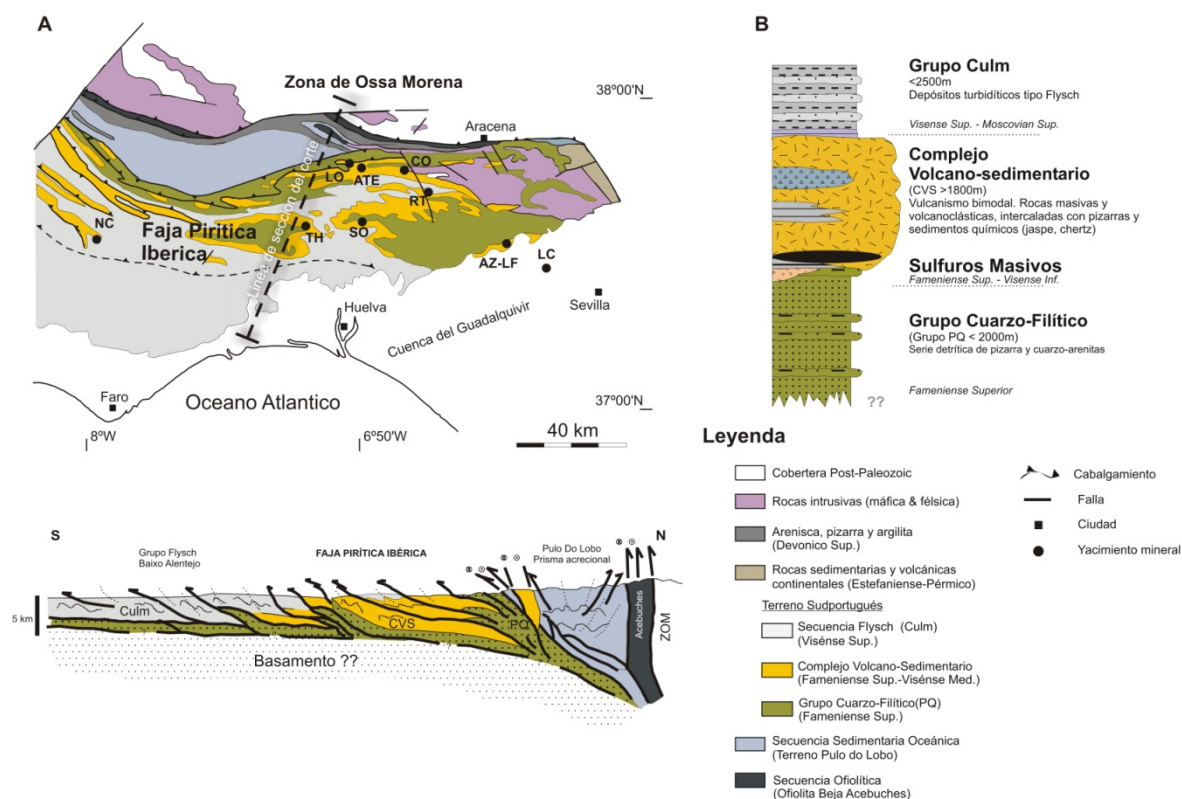 A
Zona de Ossa Morena
38º00'N
Aracena
CO
LO
ATE
RT
NC
Faja Piritica
Iberica
TH
SO
AZ-LF
LC
Línea de sección del corte
Huelva
Sevilla
Cuenca del Guadalquivir
Faro
Oceano Atlantico
37º00'N
8ºW
6º50'W
40 km
B
Grupo Culm
<2500m
Depósitos turbidíticos tipo Flysch
Visense Sup. - Moscovian Sup.
Complejo
Volcano-sedimentario
(CVS >1800m)
Vulcanismo bimodal. Rocas masivas y
volcanoclásticas, intercaladas con pizarras y
sedimentos químicos (jaspe, chertz)
Sulfuros Masivos
Fameniense Sup. - Visense Inf.
Grupo Cuarzo-Filítico
(Grupo PQ < 2000m)
Serie detrítica de pizarra y cuarzo-arenitas
Fameniense Superior
??
S
N
Grupo Flysch
Baixo Alentejo
FAJA PIRÍTICA IBÉRICA
Pulo Do Lobo
Prisma acrecional
5 km
Culm
CVS
PQ
Acebuches
ZOM
Basamento ??
Leyenda
Cobertera Post-Paleozoic
Rocas intrusivas (máfica & félsica)
Arenisca, pizarra y argilita
(Devonico Sup.)
Rocas sedimentarias y volcánicas
continentales (Estefaniense-Pérmico)
Terreno Sudportugués
Secuencia Flysch (Culm)
(Visénse Sup.)
Complejo Volcano-Sedimentario
(Fameniense Sup.-Visénse Med.)
Grupo Cuarzo-Filítico(PQ)
(Fameniense Sup.)
Secuencia Sedimentaria Oceánica
(Terreno Pulo do Lobo)
Secuencia Ofiolítica
(Ofiolita Beja Acebuches)
Cabalgamiento
Falla
Ciudad
Yacimiento mineral